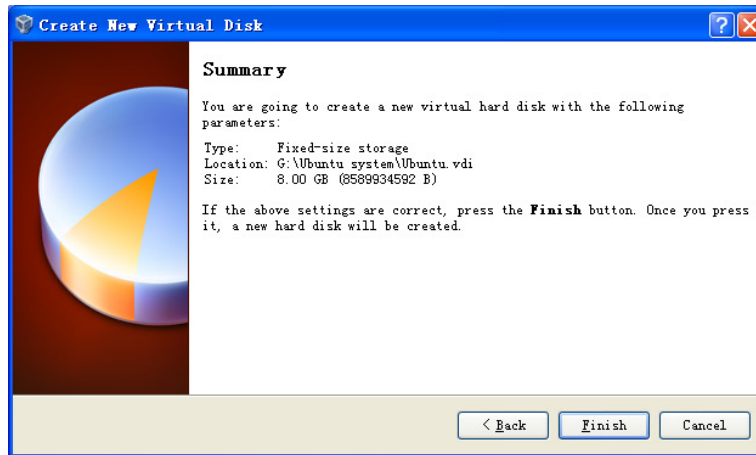 Create New Virtual Disk
Summary
You are going to create a new virtual hard disk with the following
parameters:
Type: Fixed-size storage
Location: G:\Ubuntu system\Ubuntu.vdi
Size: 8.00 GB (8589934592 B)
If the above settings are correct, press the Finish button. Once you press
it, a new hard disk will be created.
< Back Finish Cancel